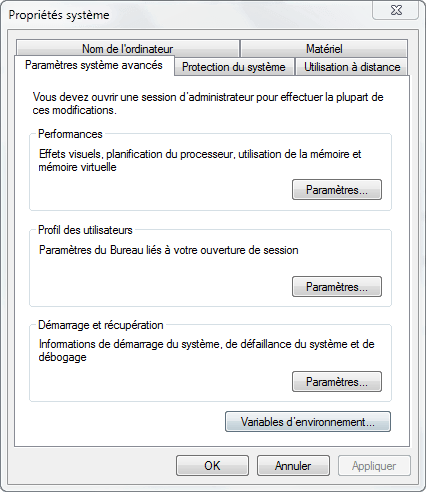 Propriétés système
Nom de l'ordinateur
Matériel
Paramètres système avancés
Protection du système
Utilisation à distance
Vous devez ouvrir une session d'administrateur pour effectuer la plupart de
ces modifications.
Performances
Effets visuels, planification du processeur, utilisation de la mémoire et
mémoire virtuelle
Paramètres...
Profil des utilisateurs
Paramètres du Bureau liés à votre ouverture de session
Paramètres...
Démarrage et récupération
Informations de démarrage du système, de défaillance du système et de
débogage
Paramètres...
Variables d'environnement...
OK
Annuler
Appliquer